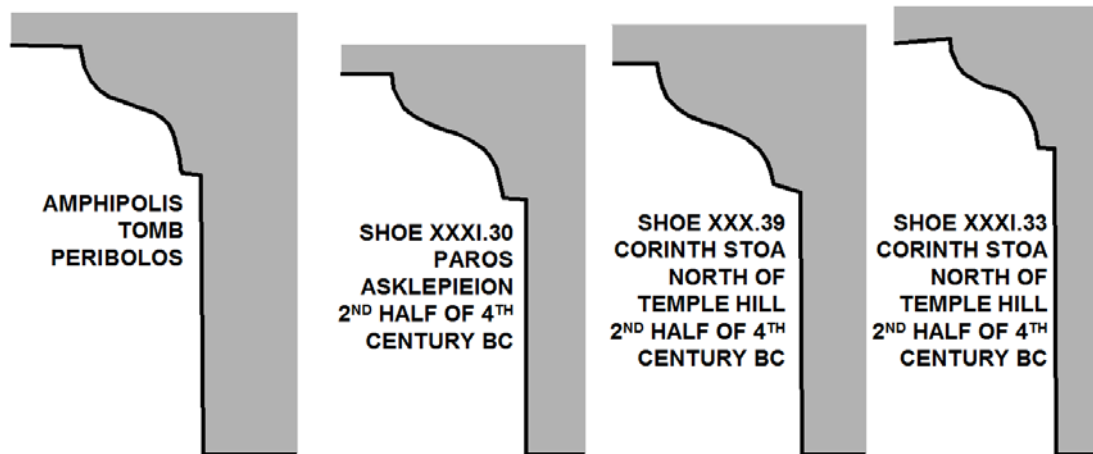 AMPHIPOLIS
TOMB
PERIBOLOS
SHOE XXXI.30
PAROS
ASKLEPIEION
2ND HALF OF 4TH
CENTURY BC
SHOE XXX.39
CORINTH STOA
NORTH OF
TEMPLE HILL
2ND HALF OF 4TH
CENTURY BC
SHOE XXXI.33
CORINTH STOA
NORTH OF
TEMPLE HILL
2ND HALF OF 4TH
CENTURY BC